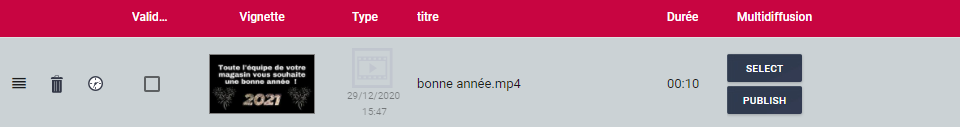 Valid... Vignette Type titre Durée Multidiffusion
Toute l'équipe de votre
magasin vous souhaite
une bonne année !
2021
29/12/2020
15:47
bonne année.mp4
00:10
SELECT
PUBLISH